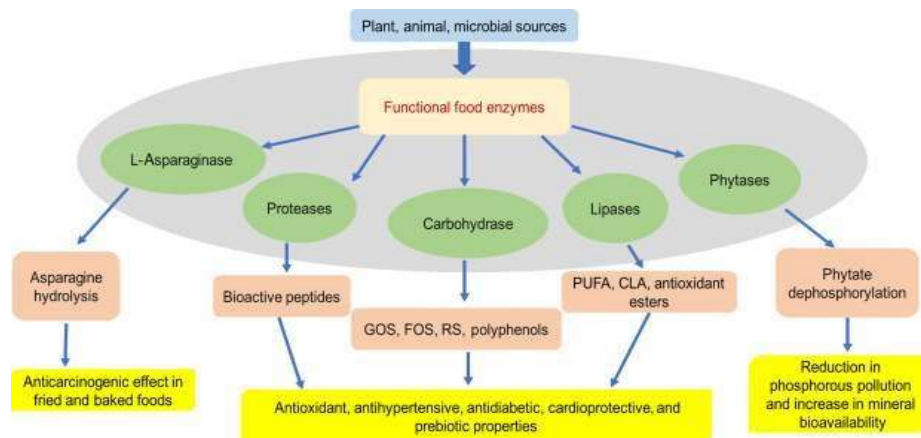 Plant, animal, microbial sources
Functional food enzymes
L-Asparaginase
Proteases
Carbohydrase
Lipases
Phytases
Asparagine
hydrolysis
Bioactive peptides
GOS, FOS, RS, polyphenols
PUFA, CLA, antioxidant
esters
Phytate
dephosphorylation
Anticarcinogenic effect in
fried and baked foods
Antioxidant, antihypertensive, antidiabetic, cardioprotective, and
prebiotic properties
Reduction in
phosphorous pollution
and increase in mineral
bioavailability